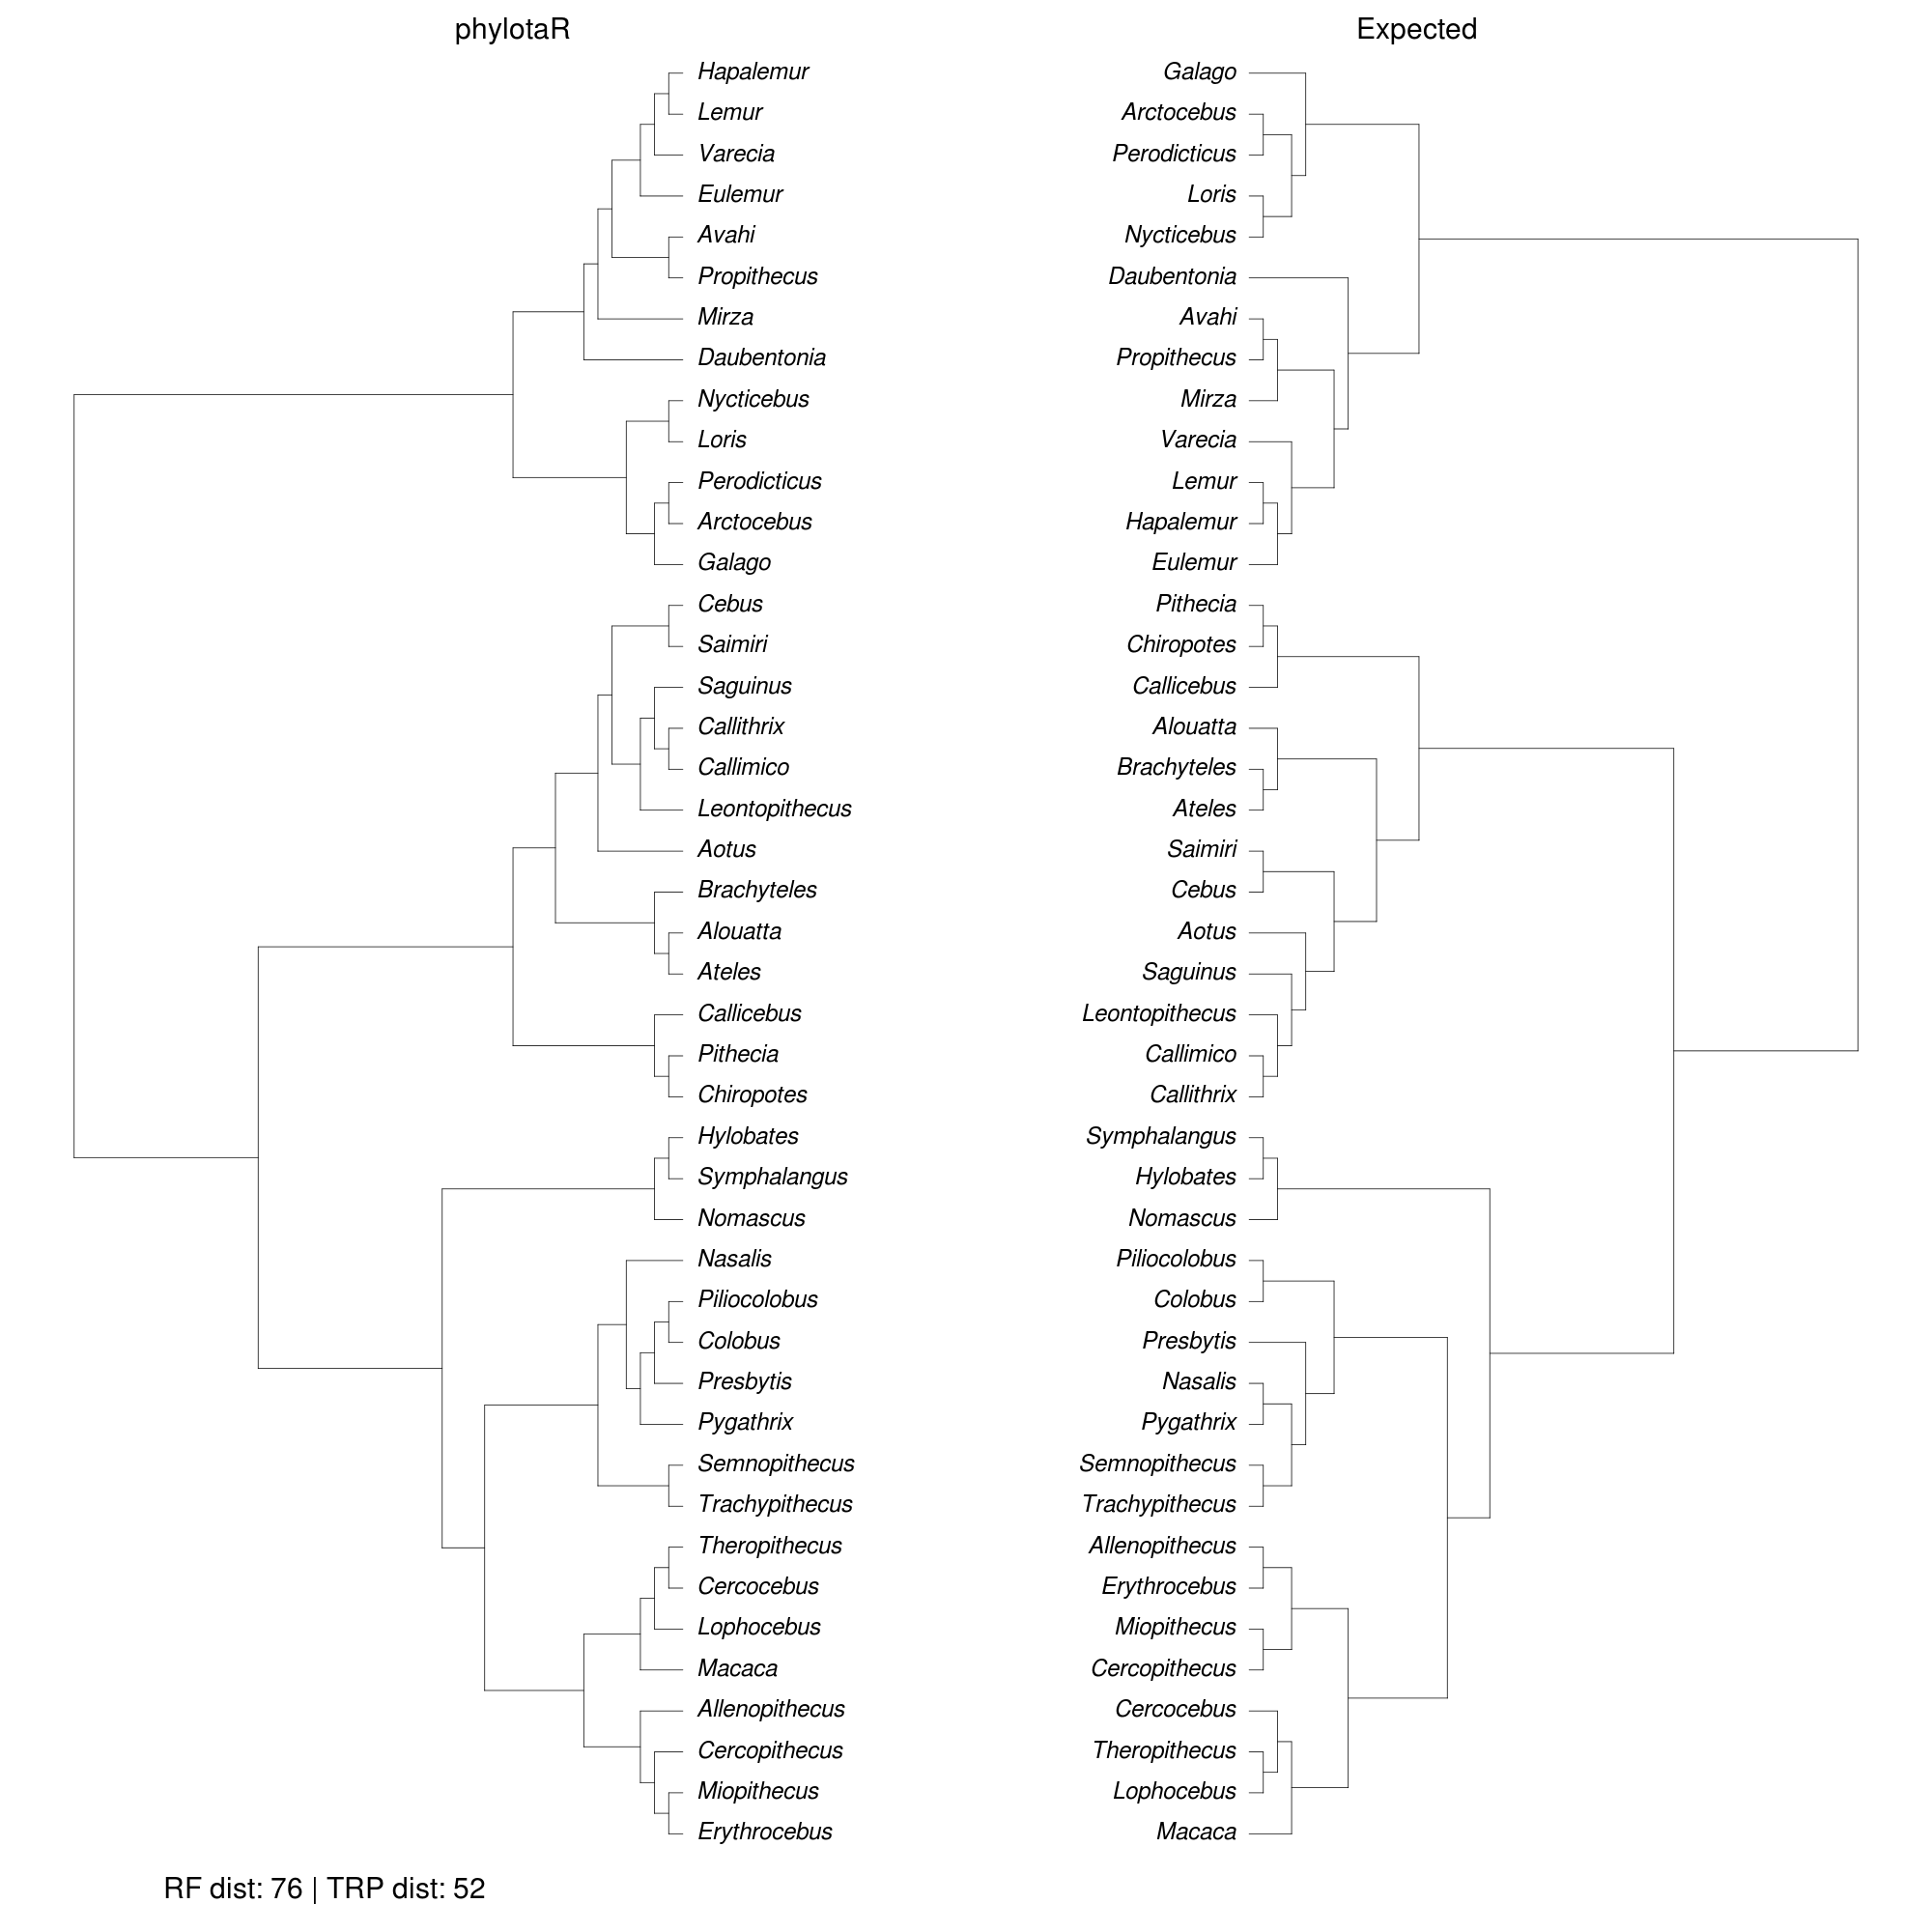 phylotaR
Hapalemur
Lemur
Varecia
Eulemur
Avahi
Propithecus
Mirza
Daubentonia
Nycticebus
Loris
Perodicticus
Arctocebus
Galago
Cebus
Saimiri
Saguinus
Callithrix
Callimico
Leontopithecus
Aotus
Brachyteles
Alouatta
Ateles
Callicebus
Pithecia
Chiropotes
Hylobates
Symphalangus
Nomascus
Nasalis
Piliocolobus
Colobus
Presbytis
Pygathrix
Semnopithecus
Trachypithecus
Theropithecus
Cercocebus
Lophocebus
Macaca
Allenopithecus
Cercopithecus
Miopithecus
Erythrocebus
Expected
Galago
Arctocebus
Perodicticus
Loris
Nycticebus
Daubentonia
Avahi
Propithecus
Mirza
Varecia
Lemur
Hapalemur
Eulemur
Pithecia
Chiropotes
Callicebus
Alouatta
Brachyteles
Ateles
Saimiri
Cebus
Aotus
Saguinus
Leontopithecus
Callimico
Callithrix
Symphalangus
Hylobates
Nomascus
Piliocolobus
Colobus
Presbytis
Nasalis
Pygathrix
Semnopithecus
Trachypithecus
Allenopithecus
Erythrocebus
Miopithecus
Cercopithecus
Cercocebus
Theropithecus
Lophocebus
Macaca
RF dist: 76 | TRP dist: 52